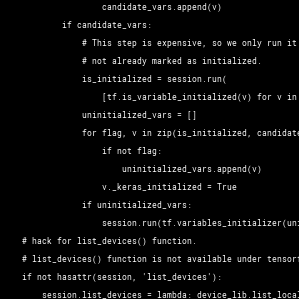 candidate_vars.append(v)
if candidate_vars:
# This step is expensive, so we only run it
# not already marked as initialized.
is_initialized = session.run(
[tf.is_variable_initialized(v) for v in
uninitialized_vars = []
for flag, v in zip(is_initialized, candidate
if not flag:
uninitialized_vars.append(v)
v._keras_initialized = True
if uninitialized_vars:
session.run(tf.variables_initializer(uni
# hack for list_devices() function.
# list_devices() function is not available under tensorf
if not hasattr(session, 'list_devices'):
session.list_devices = lambda: device_lib.list_local